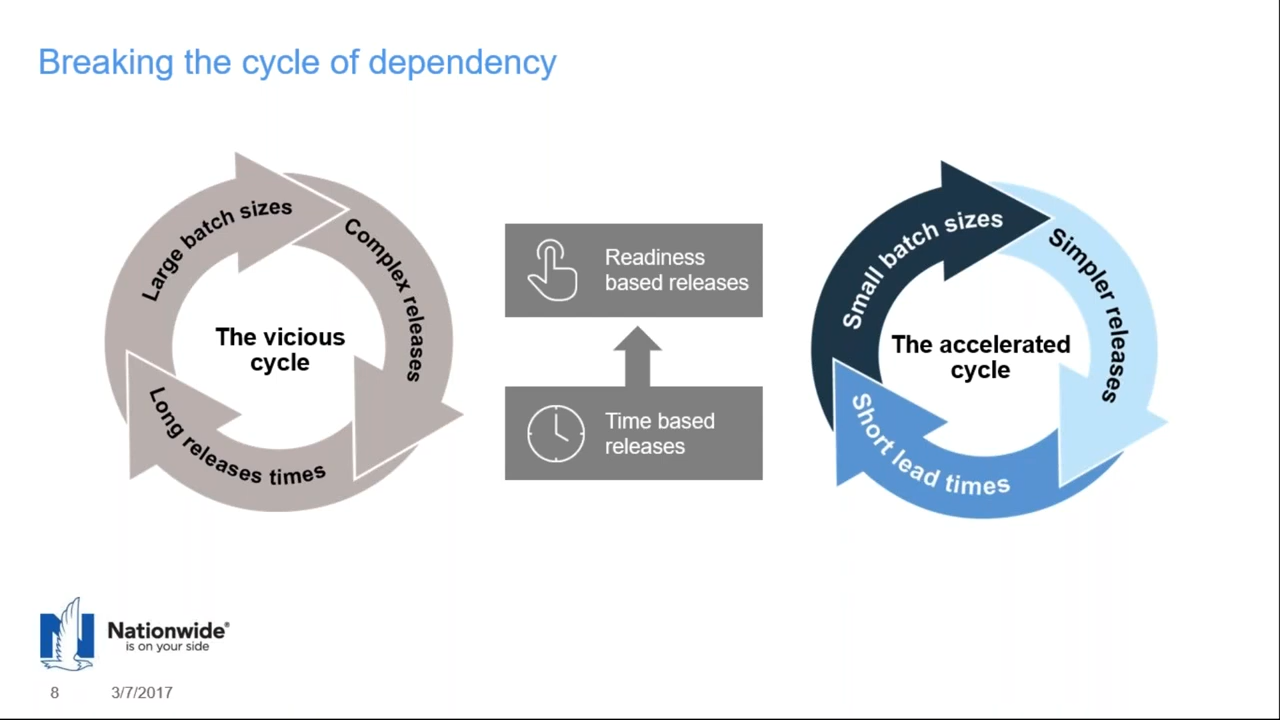 Breaking the cycle of dependency
Large batch sizes
Complex releases
Long releases times
The vicious
cycle
Readiness
based releases
Time based
releases
Small batch sizes
Simpler releases
Short lead times
The accelerated
cycle
Nationwide®
is on your side
8 3/7/2017